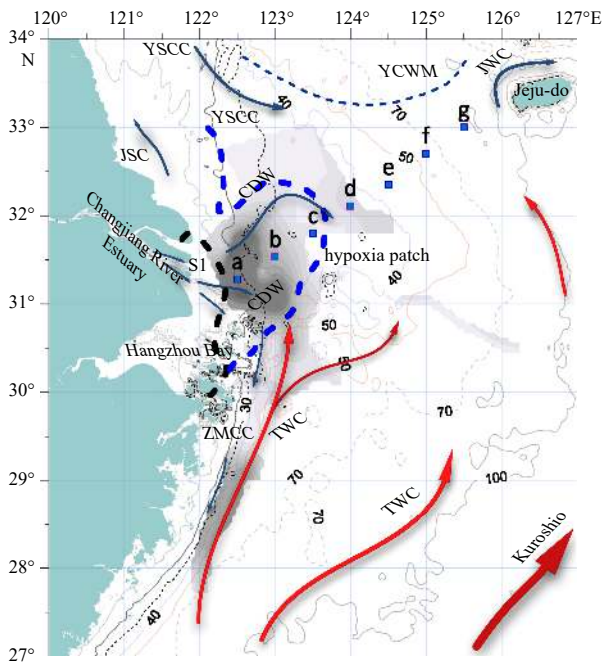 120° 121° 122° 123° 124° 125° 126° 127°E
34°
N
YSCC
YCWM
JWC
40
70
Jeju-do
33°
YSCC
g
f
50
JSC
e
CDW
d
32°
Changjiang River
Estuary
c
b
hypoxia patch
S1
a
40
CDW
31°
50
Hangzhou Bay
50
30°
30
ZMCC
TWC
70
29°
70
100
TWC
70
Kuroshio
28°
40
27°